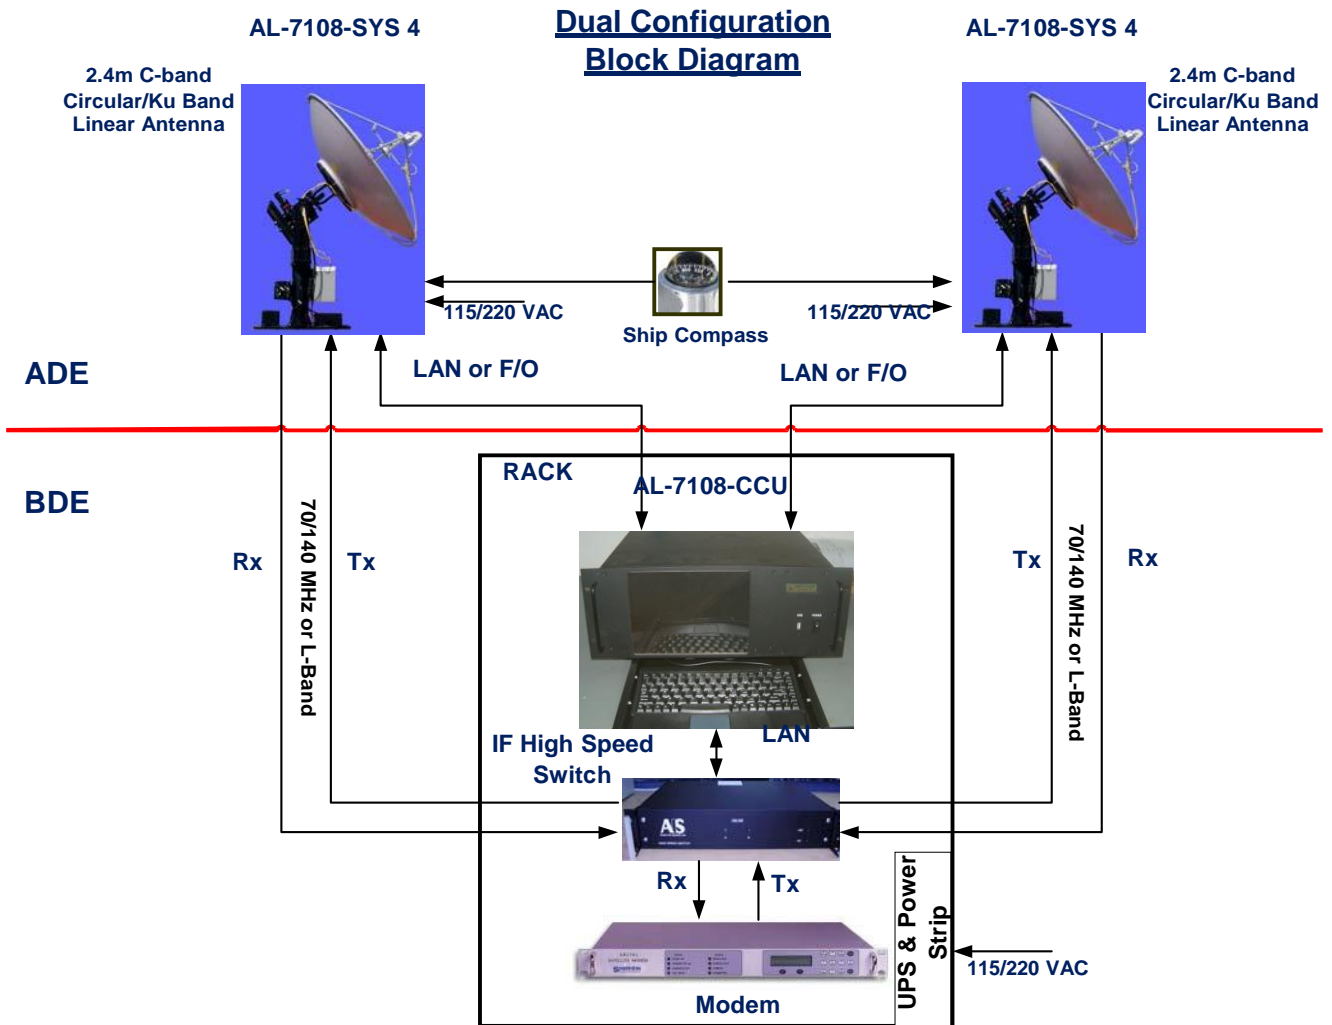 Dual Configuration
Block Diagram
AL-7108-SYS 4
AL-7108-SYS 4
2.4m C-band
Circular/Ku Band
Linear Antenna
2.4m C-band
Circular/Ku Band
Linear Antenna
115/220 VAC
115/220 VAC
Ship Compass
LAN or F/O
LAN or F/O
ADE
BDE
RACK
AL-7108-CCU
Rx
70/140 MHz or L-Band
Tx
Tx
70/140 MHz or L-Band
Rx
LAN
IF High Speed
Switch
Rx
Tx
UPS & Power
Strip
115/220 VAC
Modem